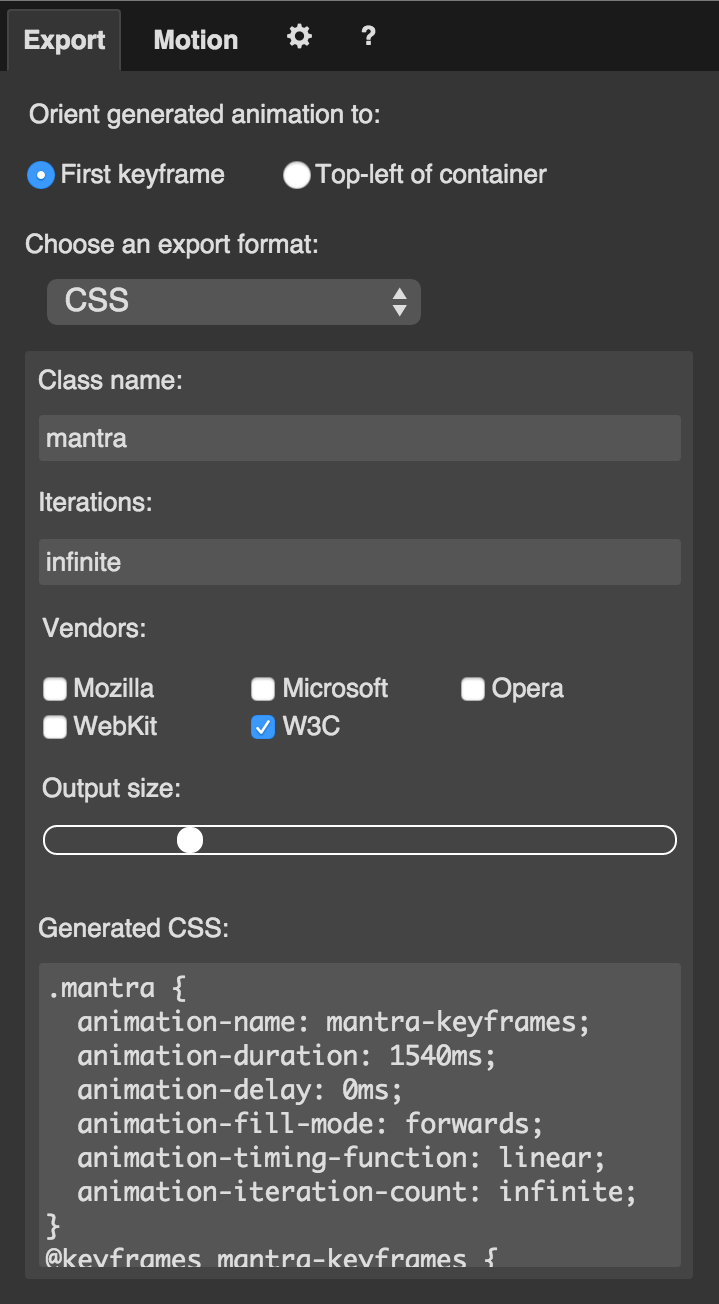 Export Motion ?
Orient generated animation to:
First keyframe Top-left of container
Choose an export format:
CSS
Class name:
mantra
Iterations:
infinite
Vendors:
Mozilla Microsoft Opera
WebKit W3C
Output size:
Generated CSS:
.mantra {
  animation-name: mantra-keyframes;
  animation-duration: 1540ms;
  animation-delay: 0ms;
  animation-fill-mode: forwards;
  animation-timing-function: linear;
  animation-iteration-count: infinite;
}
@keyframes mantra-keyframes {